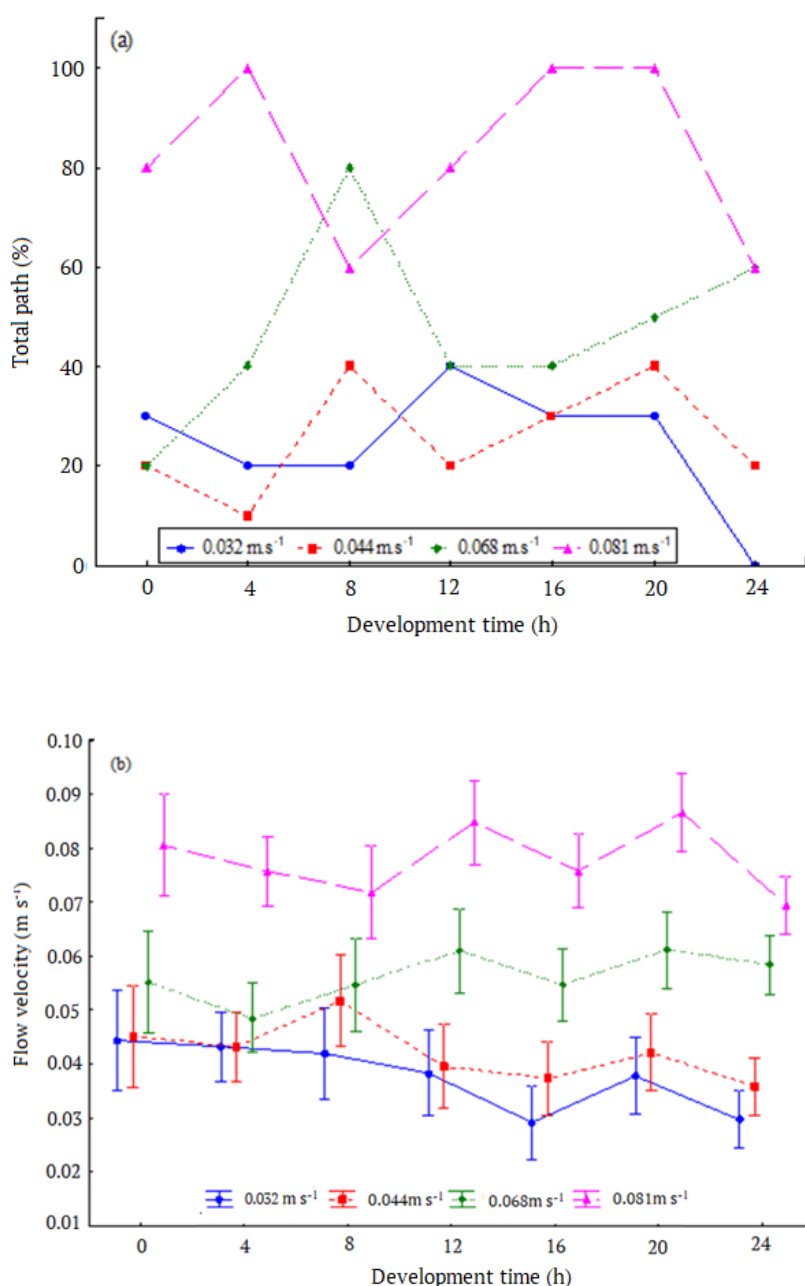 (a)
Total path (%)
100
80
60
40
20
0
0.032 m s⁻¹ 0.044 m s⁻¹ 0.068 m s⁻¹ 0.081 m s⁻¹
0 4 8 12 16 20 24
Development time (h)
(b)
Flow velocity (m s⁻¹)
0.10
0.09
0.08
0.07
0.06
0.05
0.04
0.03
0.02
0.01
0.032 m s⁻¹ 0.044m s⁻¹ 0.068m s⁻¹ 0.081m s⁻¹
0 4 8 12 16 20 24
Development time (h)